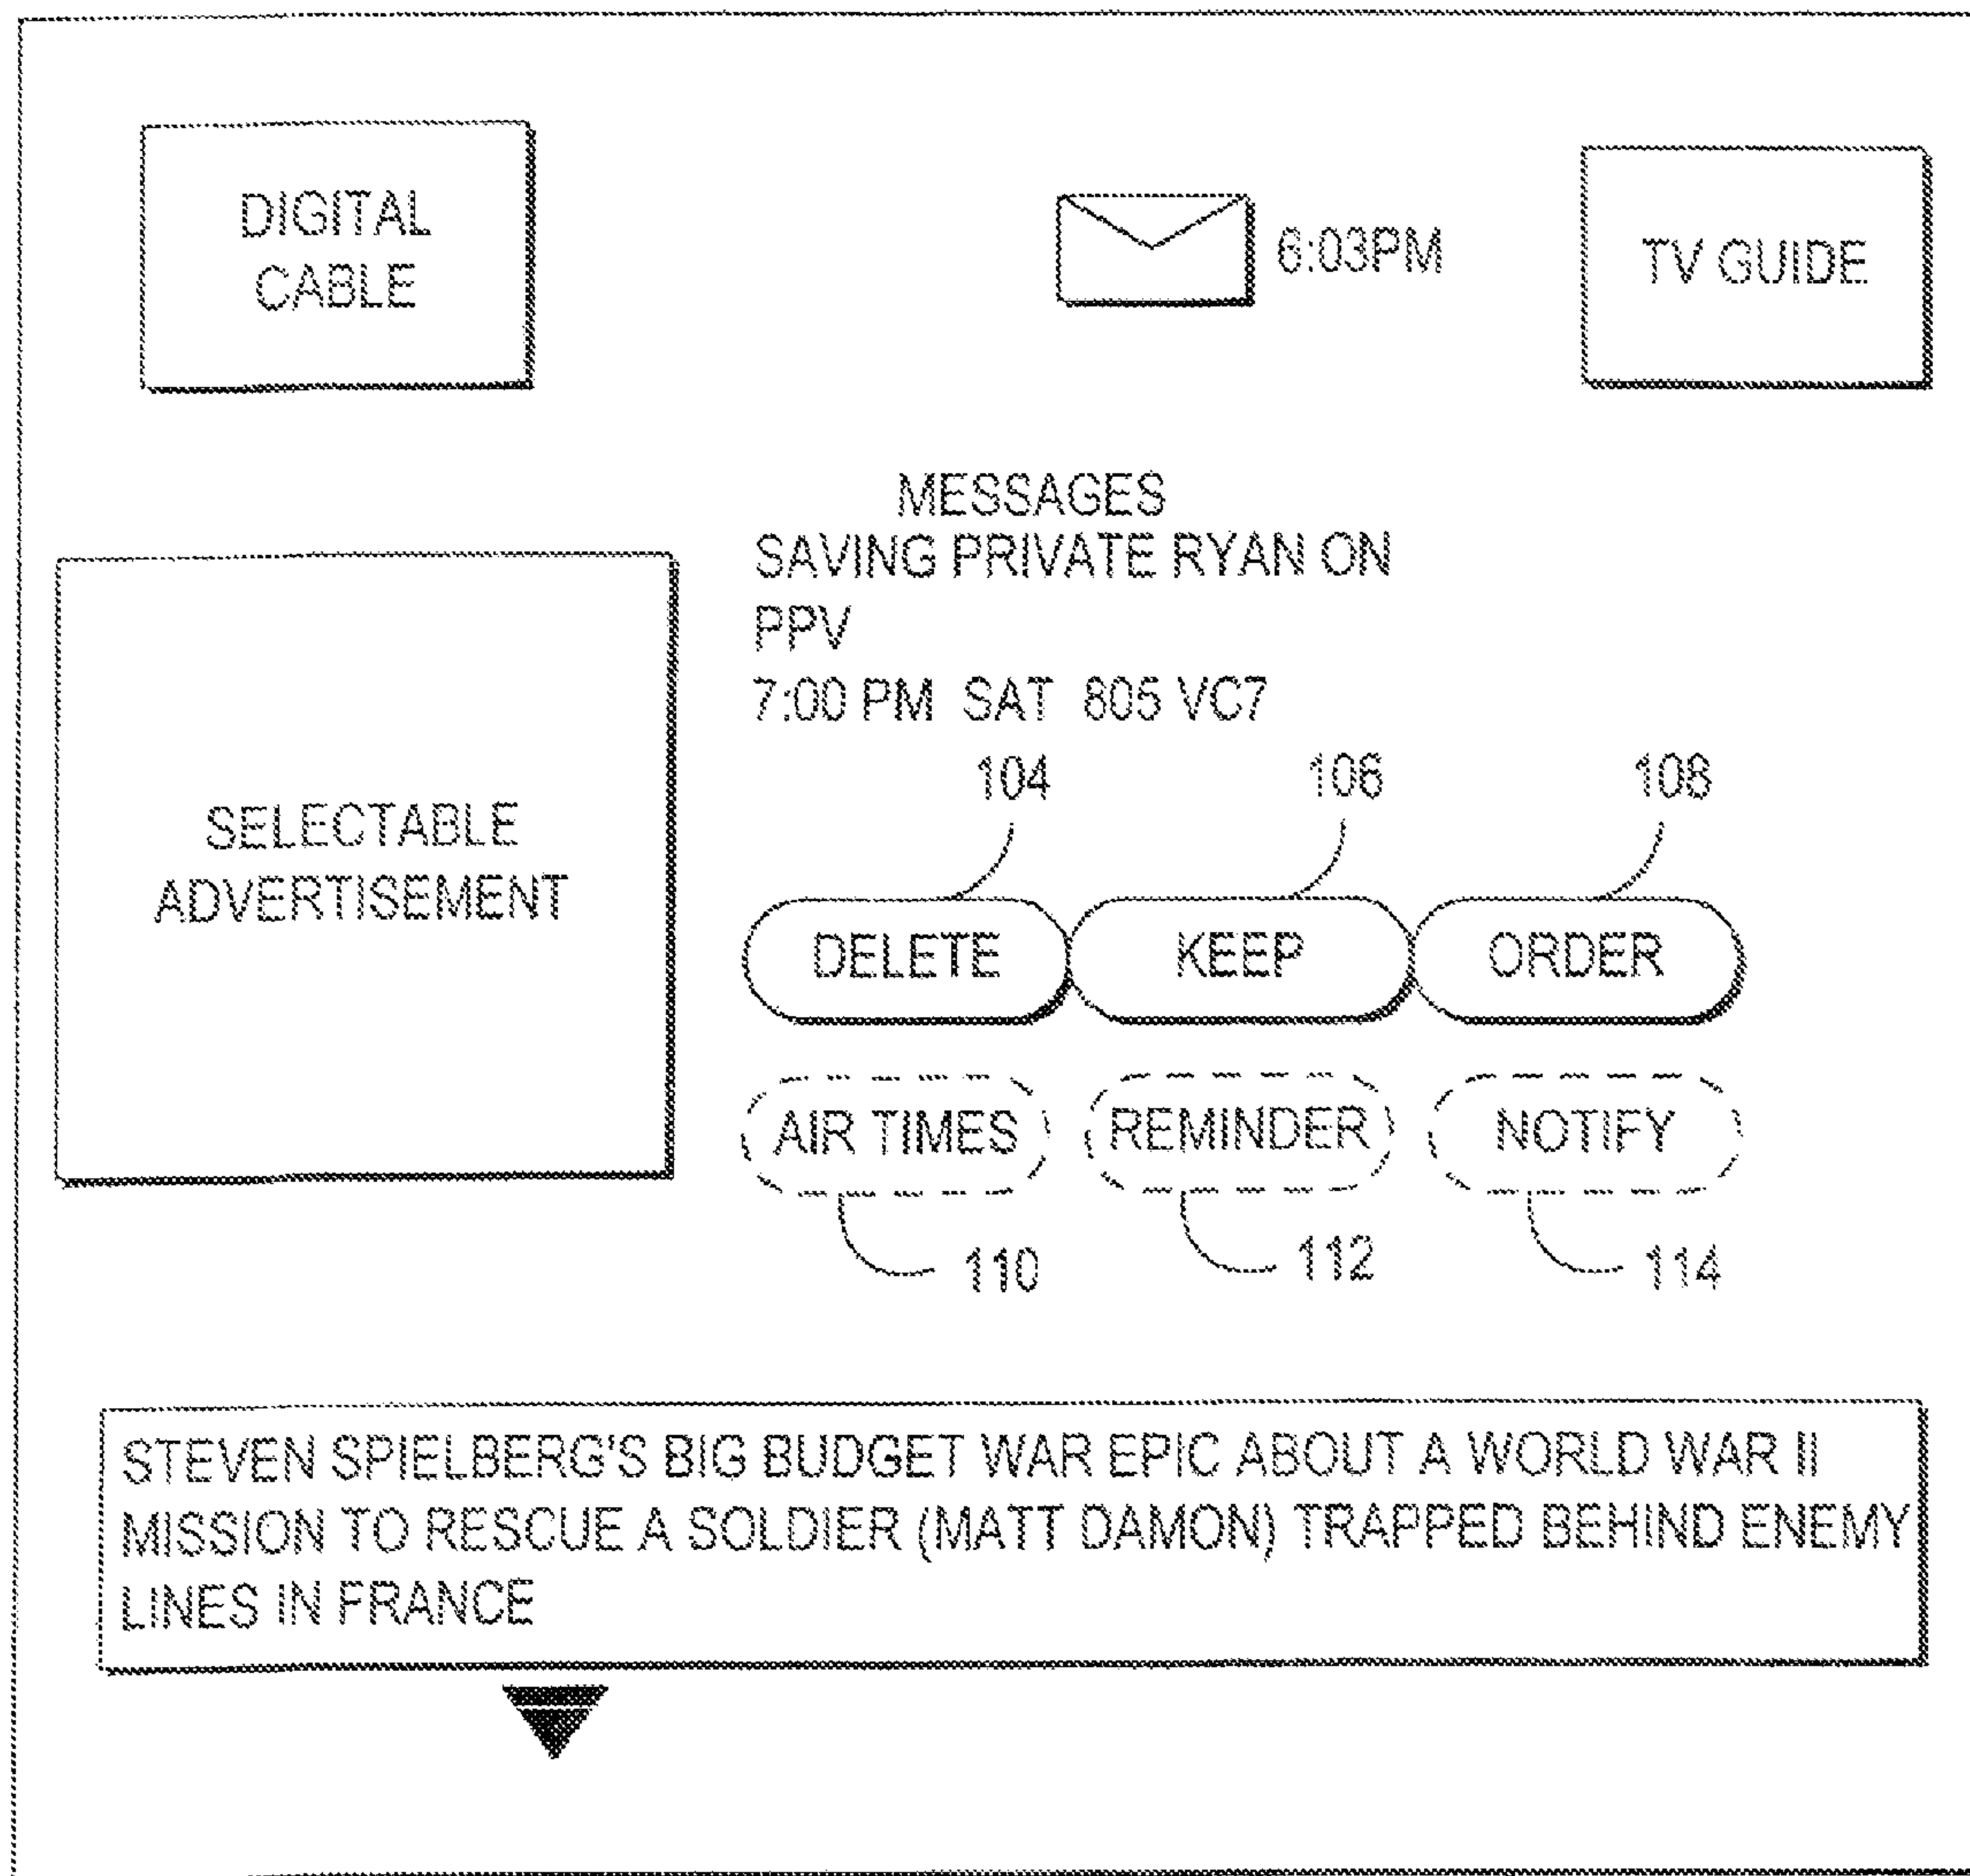 DIGITAL
CABLE
6:03PM
TV GUIDE
MESSAGES
SAVING PRIVATE RYAN ON
PPV
7:00 PM SAT 805 VC7
SELECTABLE
ADVERTISEMENT
104 106 108
DELETE KEEP ORDER
AIR TIMES REMINDER NOTIFY
110 112 114
STEVEN SPIELBERG'S BIG BUDGET WAR EPIC ABOUT A WORLD WAR II
MISSION TO RESCUE A SOLDIER (MATT DAMON) TRAPPED BEHIND ENEMY
LINES IN FRANCE